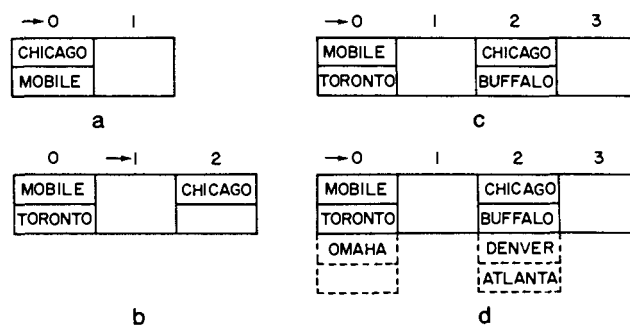 →0 1
CHICAGO
MOBILE
a
→0 1 2 3
MOBILE CHICAGO
TORONTO BUFFALO
c
0 →1 2
MOBILE CHICAGO
TORONTO
b
→0 1 2 3
MOBILE CHICAGO
TORONTO BUFFALO
OMAHA DENVER
ATLANTA
d